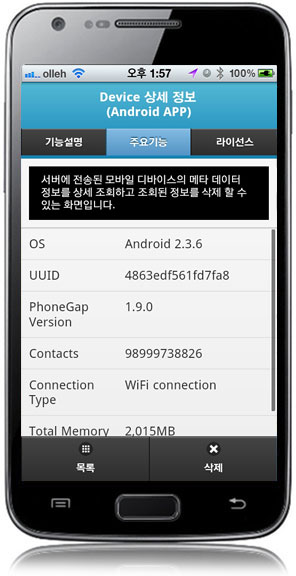 olleh 오후 1:57 100%
Device 상세 정보
(Android APP)
기능설명 주요기능 라이선스
서버에 전송된 모바일 디바이스의 메타 데이터
정보를 상세 조회하고 조회된 정보를 삭제 할 수
있는 화면입니다.
OS Android 2.3.6
UUID 4863edf561fd7fa8
PhoneGap 1.9.0
Version
Contacts 98999738826
Connection WiFi connection
Type
Total Memory 2,015MB
목록 삭제